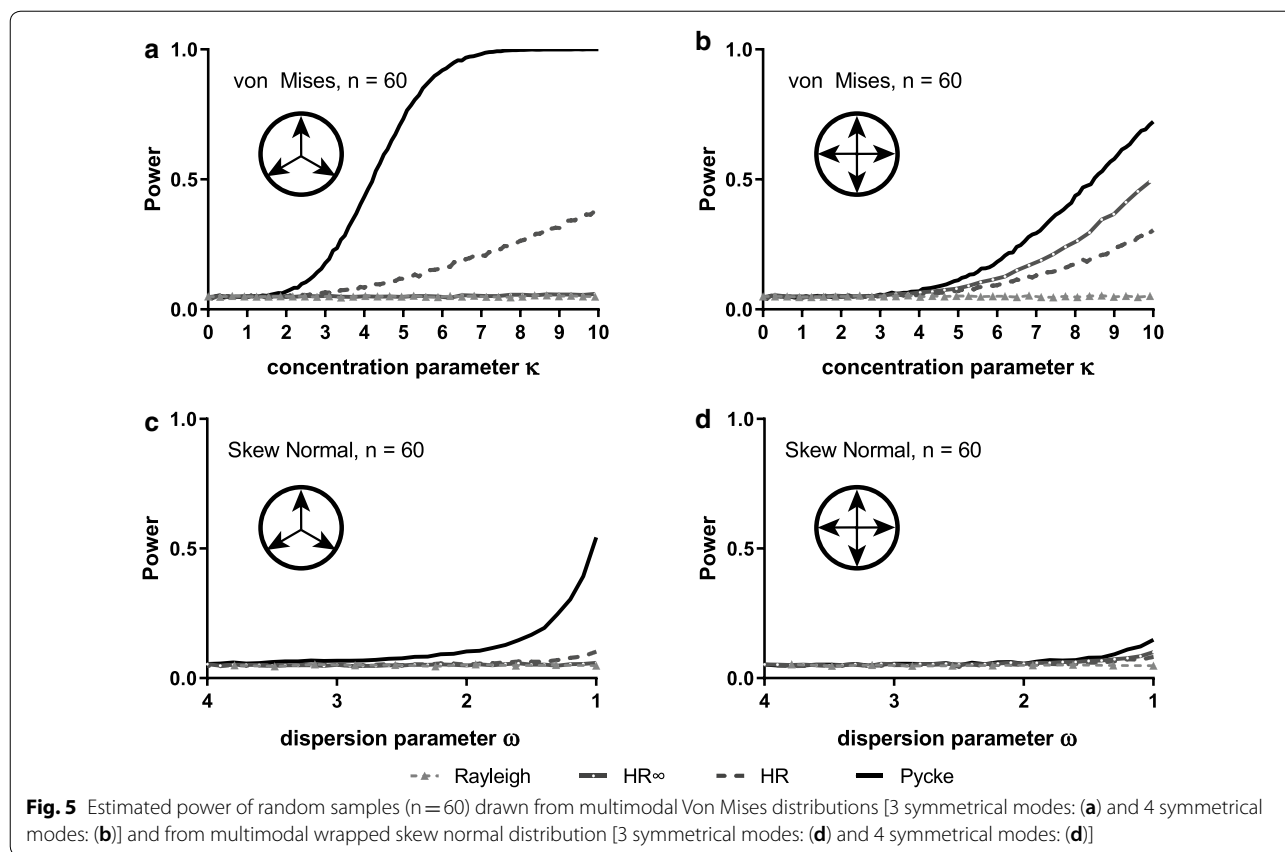 a
1.0
von Mises, n = 60
Power
0.5
0.0
0 1 2 3 4 5 6 7 8 9 10
concentration parameter κ
b
1.0
von Mises, n = 60
Power
0.5
0.0
0 1 2 3 4 5 6 7 8 9 10
concentration parameter κ
c
1.0
Skew Normal, n = 60
Power
0.5
0.0
4 3 2 1
dispersion parameter ω
d
1.0
Skew Normal, n = 60
Power
0.5
0.0
4 3 2 1
dispersion parameter ω
Rayleigh HR∞ HR Pycke
Fig. 5 Estimated power of random samples (n = 60) drawn from multimodal Von Mises distributions [3 symmetrical modes: (a) and 4 symmetrical
modes: (b)] and from multimodal wrapped skew normal distribution [3 symmetrical modes: (d) and 4 symmetrical modes: (d)]